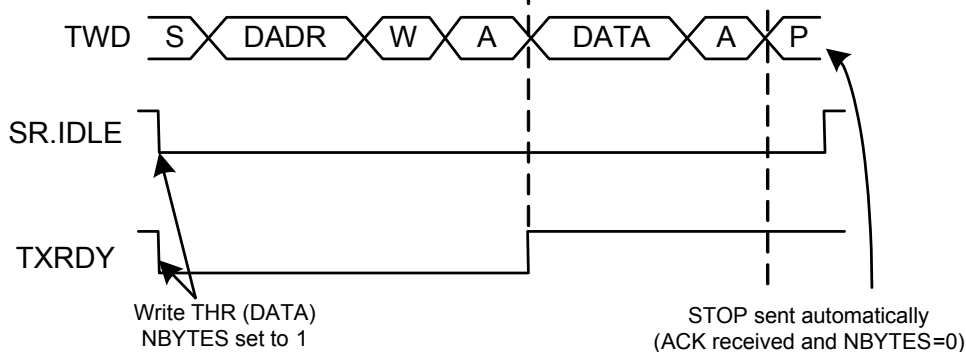 TWD S DADR W A DATA A P
SR.IDLE
TXRDY
Write THR (DATA)
NBYTES set to 1
STOP sent automatically
(ACK received and NBYTES=0)